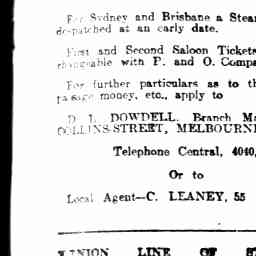 For Sydney and Brisbane a Stea
despatched at an early date.
First and Second Saloon Tickets
changeable with P. and O. Compa
For further particulars as to th
passage money, etc., apply to
D. L. DOWDELL. Branch Ma
COLLINS-STREET, MELBOURN
Telephone Central, 4040,
Or to
Local Agent—C. LEANEY, 55
UNION LINE OF S